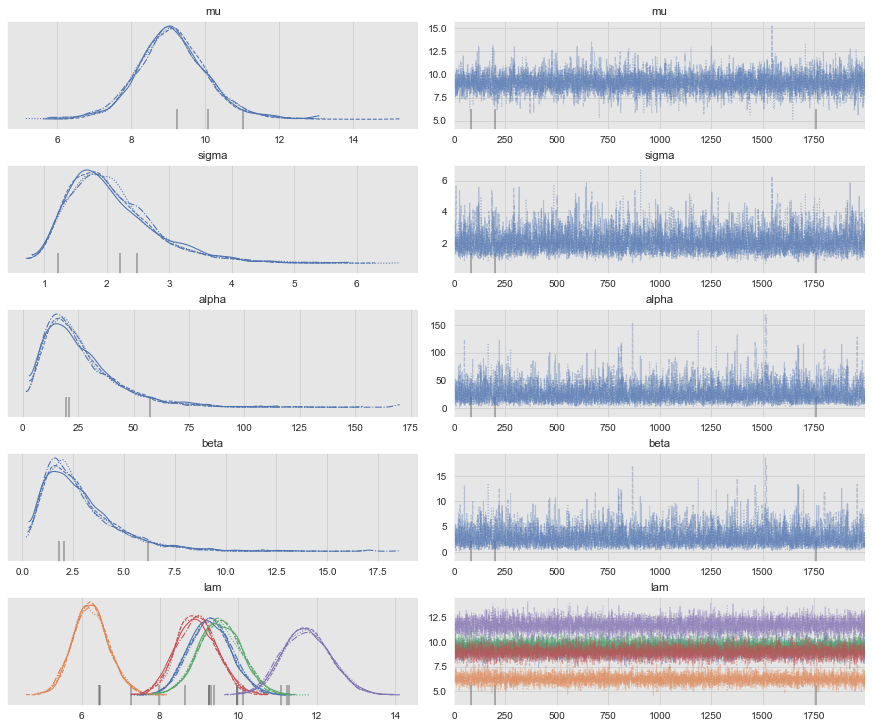 mu
mu
6 8 10 12 14
5.0 7.5 10.0 12.5 15.0
0 250 500 750 1000 1250 1500 1750
sigma
sigma
1 2 3 4 5 6
2 4 6
0 250 500 750 1000 1250 1500 1750
alpha
alpha
0 25 50 75 100 125 150 175
0 50 100 150
0 250 500 750 1000 1250 1500 1750
beta
beta
0.0 2.5 5.0 7.5 10.0 12.5 15.0 17.5
0 5 10 15
0 250 500 750 1000 1250 1500 1750
lam
lam
6 8 10 12 14
5.0 7.5 10.0 12.5
0 250 500 750 1000 1250 1500 1750